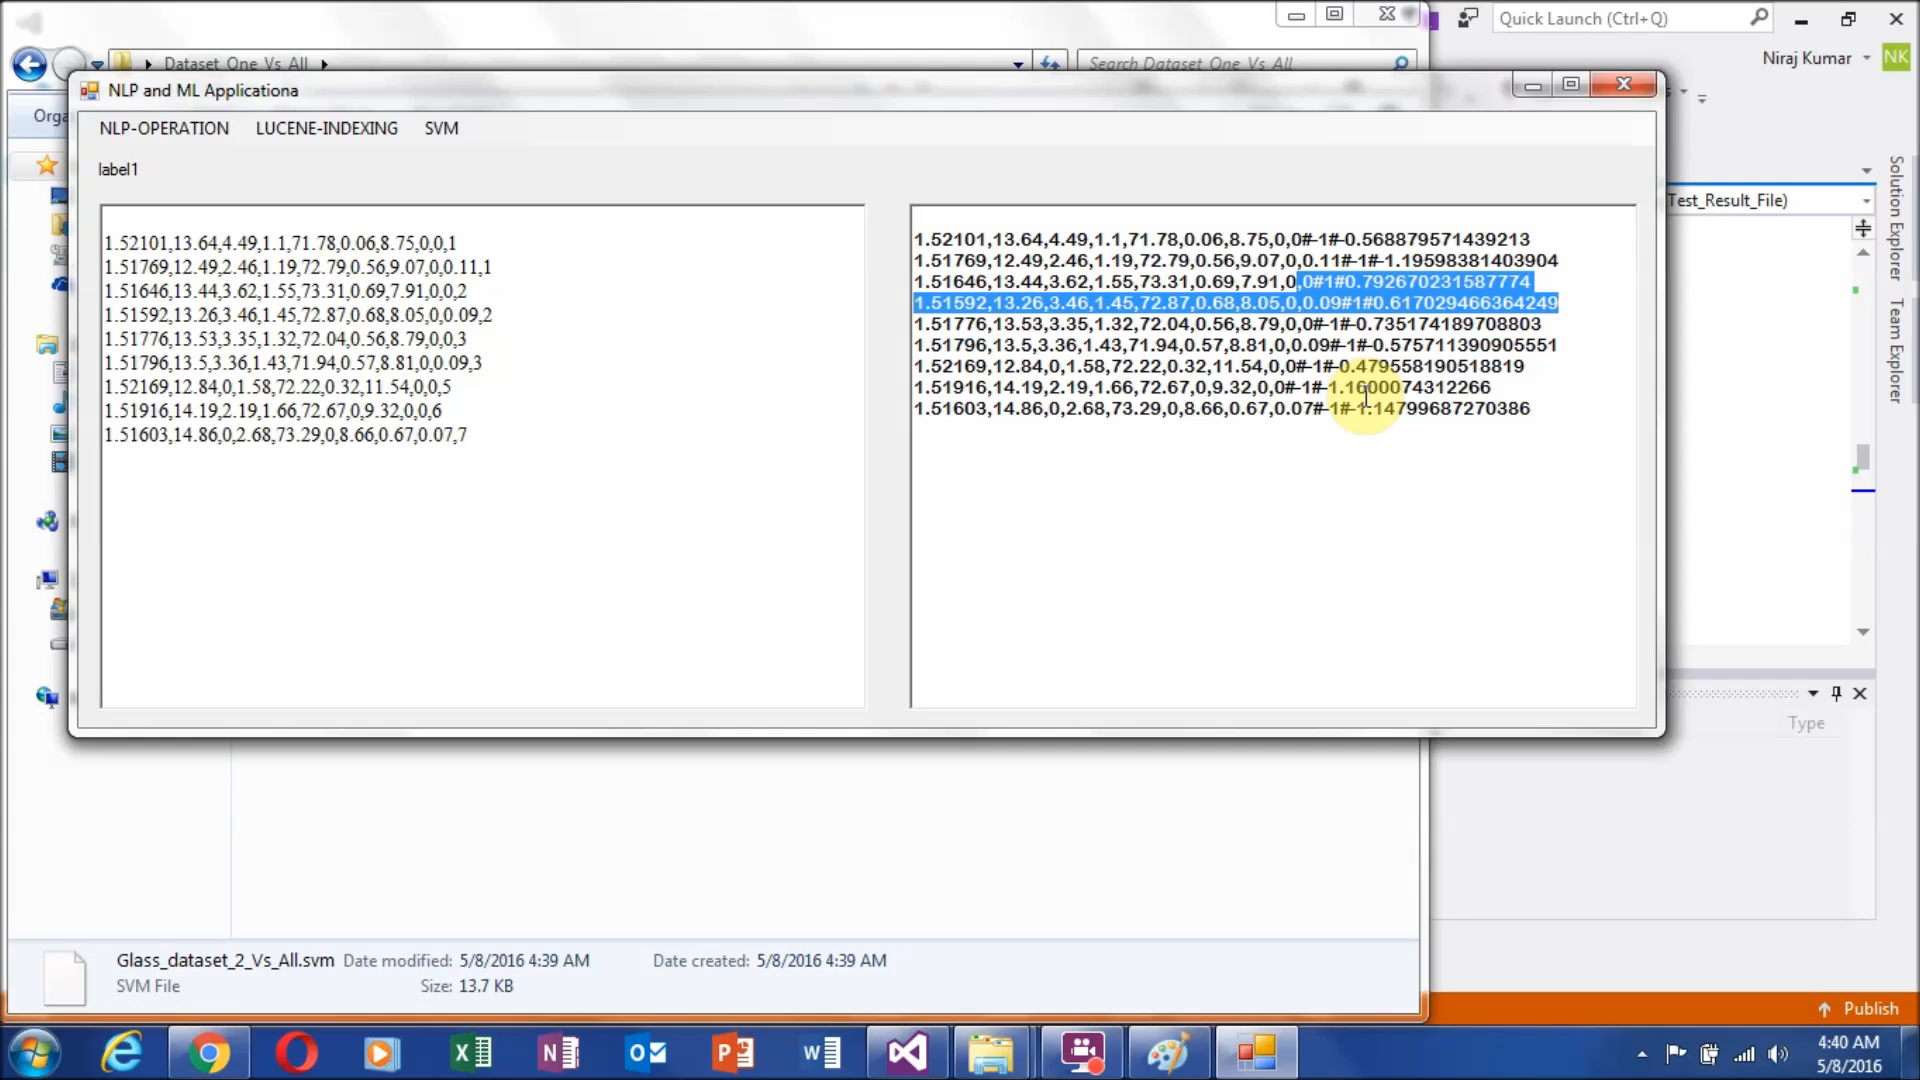 Quick Launch (Ctrl+Q)
Dataset_One_Vs_All
Search Dataset_One_Vs_All
Niraj Kumar
NK
NLP and ML Applicationa
Orga
NLP-OPERATION LUCENE-INDEXING SVM
label1
Test_Result_File)
Solution Explorer
Team Explorer
1.52101,13.64,4.49,1.1,71.78,0.06,8.75,0,0,1
1.51769,12.49,2.46,1.19,72.79,0.56,9.07,0,0.11,1
1.51646,13.44,3.62,1.55,73.31,0.69,7.91,0,0,2
1.51592,13.26,3.46,1.45,72.87,0.68,8.05,0,0.09,2
1.51776,13.53,3.35,1.32,72.04,0.56,8.79,0,0,3
1.51796,13.5,3.36,1.43,71.94,0.57,8.81,0,0.09,3
1.52169,12.84,0,1.58,72.22,0.32,11.54,0,0,5
1.51916,14.19,2.19,1.66,72.67,0,9.32,0,0,6
1.51603,14.86,0,2.68,73.29,0,8.66,0.67,0.07,7
1.52101,13.64,4.49,1.1,71.78,0.06,8.75,0,0#-1#-0.568879571439213
1.51769,12.49,2.46,1.19,72.79,0.56,9.07,0,0.11#-1#-1.19598381403904
1.51646,13.44,3.62,1.55,73.31,0.69,7.91,0,0#1#0.792670231587774
1.51592,13.26,3.46,1.45,72.87,0.68,8.05,0,0.09#1#0.617029466364249
1.51776,13.53,3.35,1.32,72.04,0.56,8.79,0,0#-1#-0.735174189708803
1.51796,13.5,3.36,1.43,71.94,0.57,8.81,0,0.09#-1#-0.575711390905551
1.52169,12.84,0,1.58,72.22,0.32,11.54,0,0#-1#-0.479558190518819
1.51916,14.19,2.19,1.66,72.67,0,9.32,0,0#-1#-1.1600074312266
1.51603,14.86,0,2.68,73.29,0,8.66,0.67,0.07#-1#-1.14799687270386
Type
Glass_dataset_2_Vs_All.svm Date modified: 5/8/2016 4:39 AM Date created: 5/8/2016 4:39 AM
SVM File Size: 13.7 KB
Publish
4:40 AM
5/8/2016